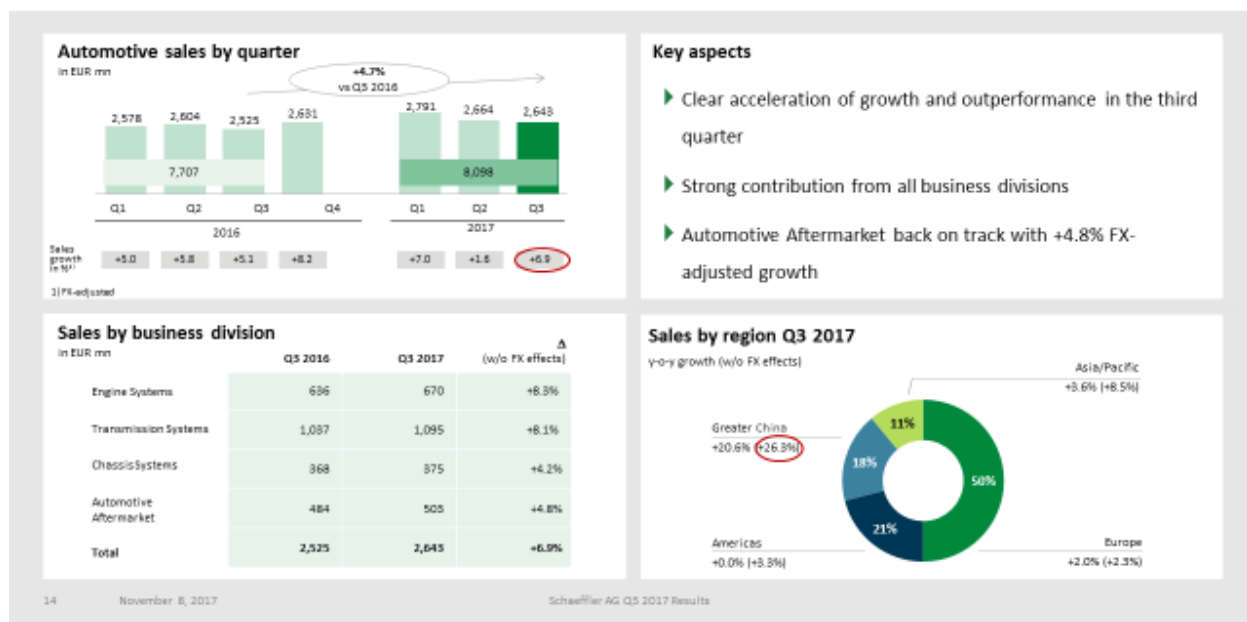 Automotive sales by quarter
in EUR mn
+4.7%
vs Q3 2016
2,578 2,604 2,525 2,631 2,791 2,664 2,643
7,707 8,098
Q1 Q2 Q3 Q4 Q1 Q2 Q3
2016 2017
Sales
growth
in %1)
+5.0 +5.8 +5.1 +8.2 +7.0 +1.6 +6.9
1) FX-adjusted
Key aspects
Clear acceleration of growth and outperformance in the third
quarter
Strong contribution from all business divisions
Automotive Aftermarket back on track with +4.8% FX-
adjusted growth
Sales by business division
in EUR mn
Q3 2016 Q3 2017 Δ
(w/o FX effects)
Engine Systems 636 670 +8.3%
Transmission Systems 1,037 1,095 +8.1%
Chassis Systems 368 375 +4.2%
Automotive
Aftermarket 484 503 +4.8%
Total 2,525 2,643 +6.9%
Sales by region Q3 2017
y-o-y growth (w/o FX effects)
Asia/Pacific
+3.6% (+8.5%)
Greater China
+20.6% (+26.3%)
11%
18%
50%
21%
Americas
+0.0% (+3.3%)
Europe
+2.0% (+2.3%)
14 November 8, 2017 Schaeffler AG Q3 2017 Results